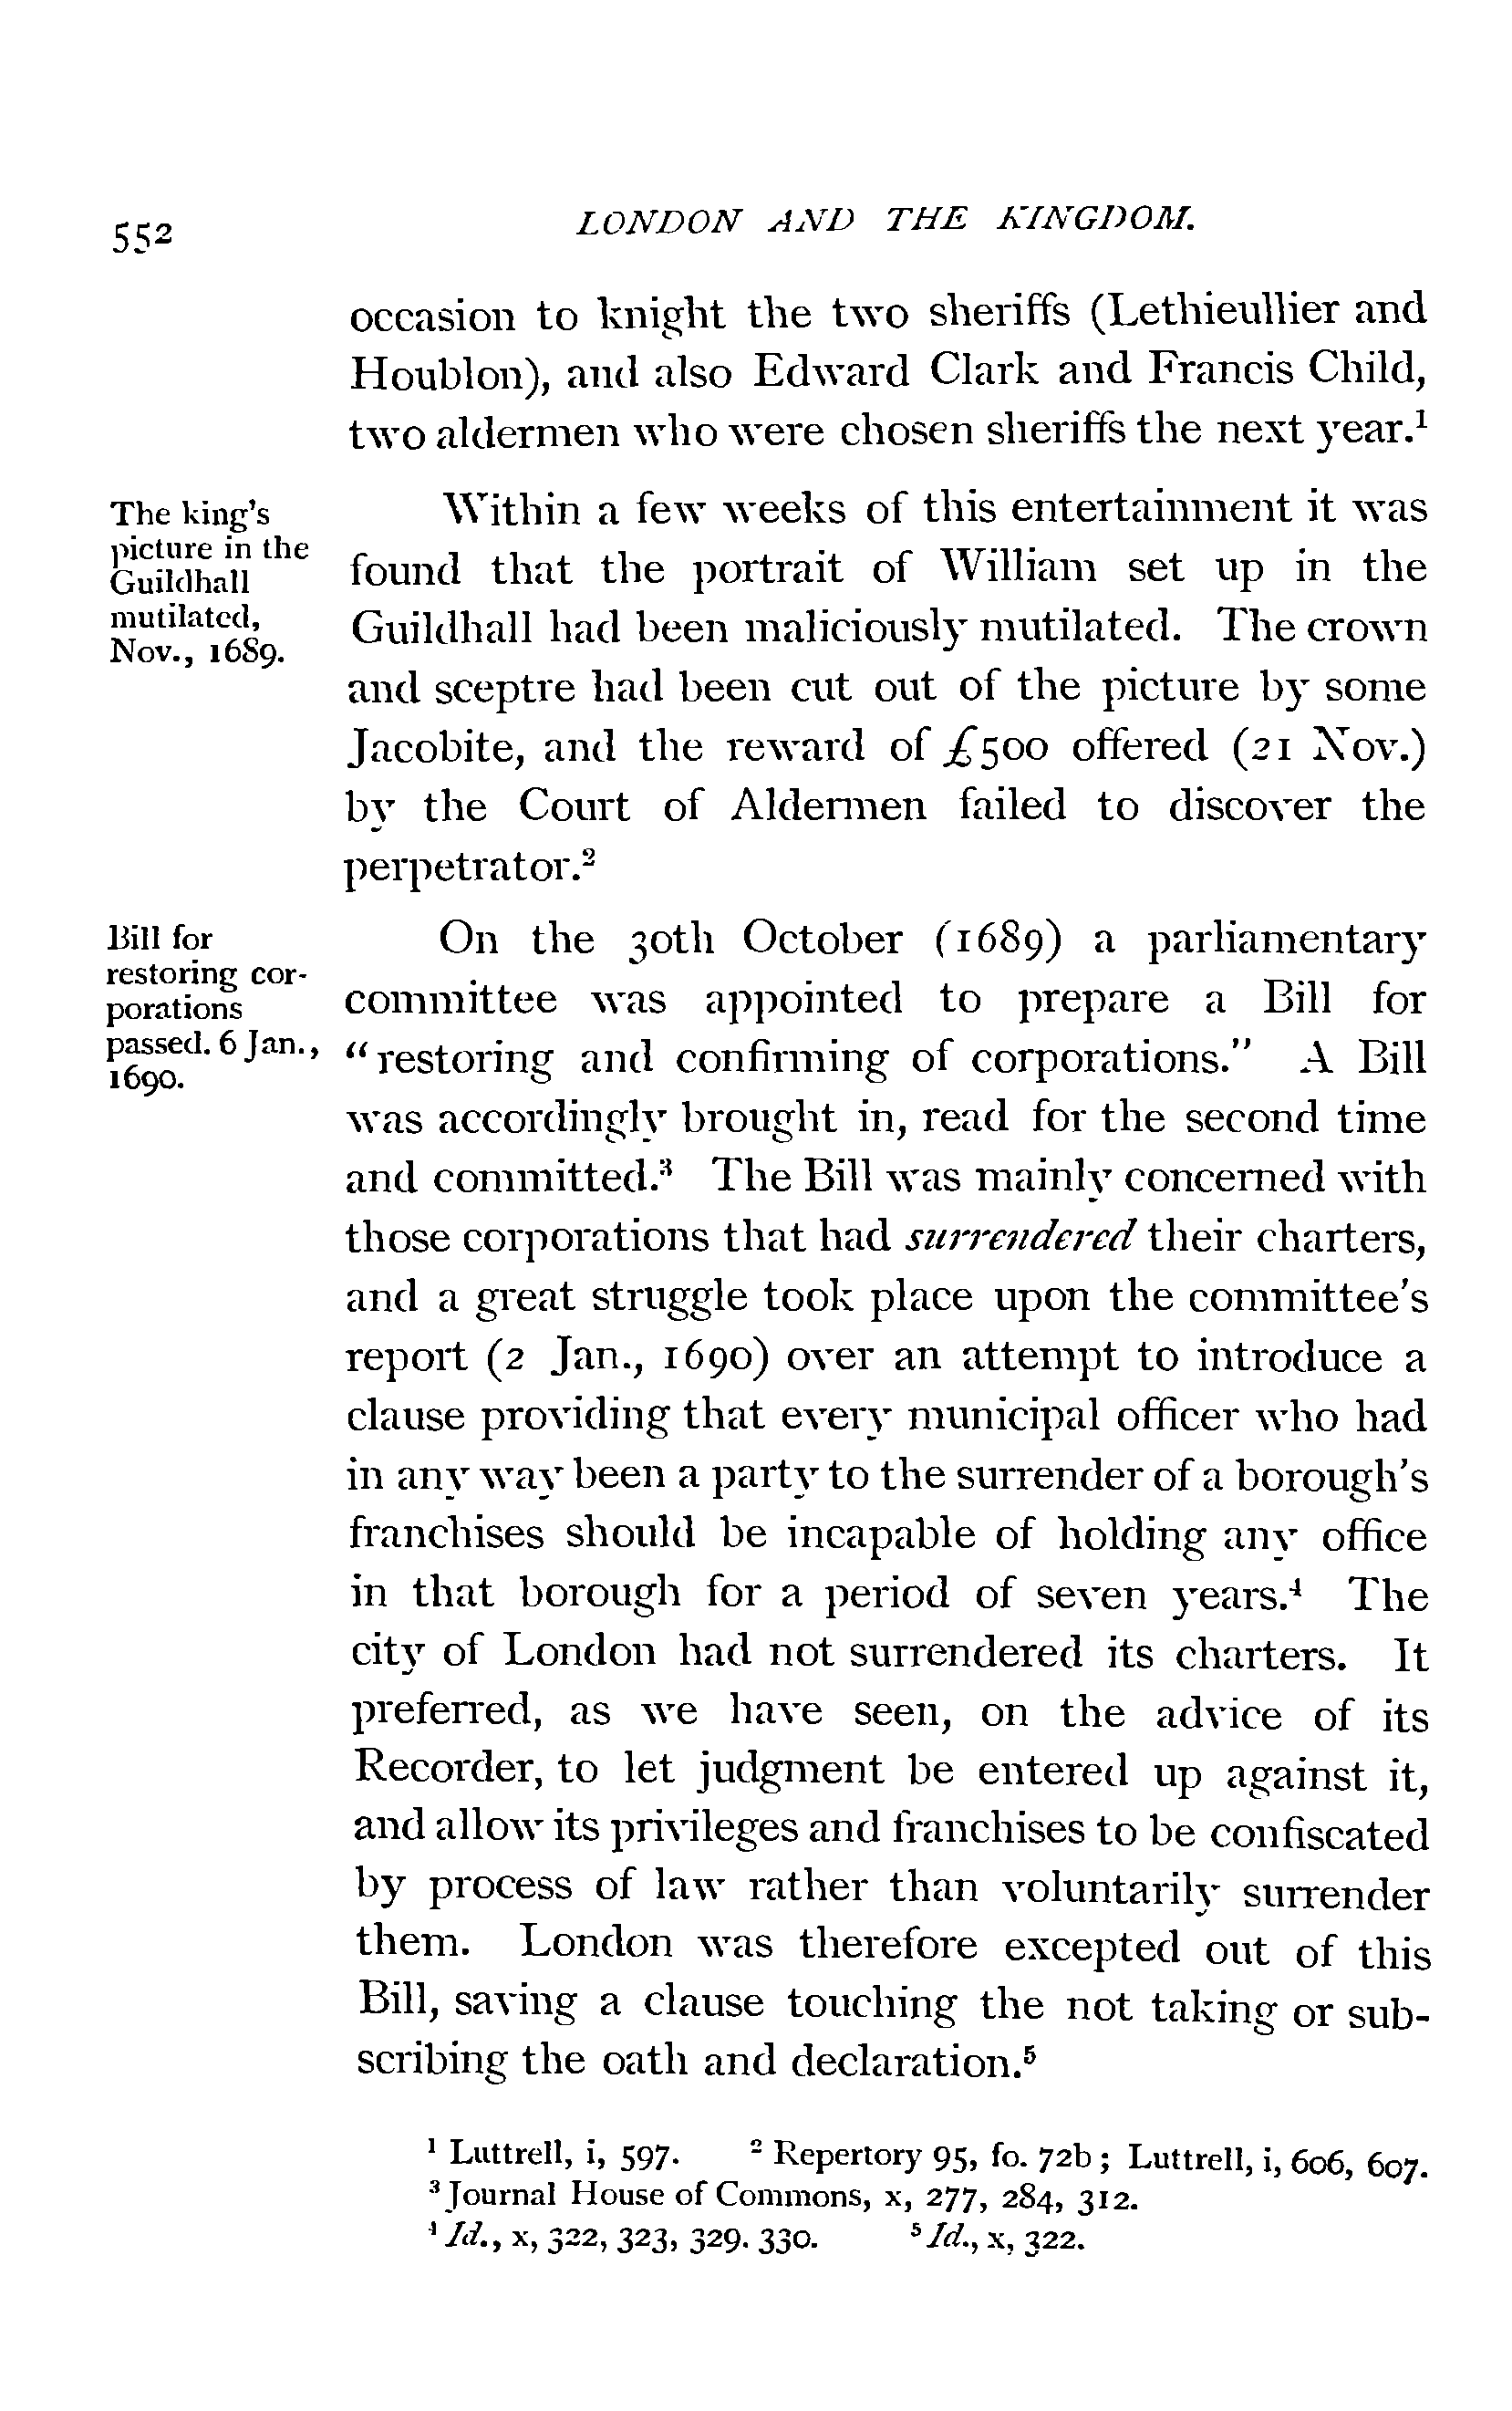 552
LONDON AND THE KINGDOM.
occasion to knight the two sheriffs (Lethieullier and
Houblon), and also Edward Clark and Francis Child,
two aldermen who were chosen sheriffs the next year.¹
The king's
picture in the
Guildhall
mutilated,
Nov., 1689.
Within a few weeks of this entertainment it was
found that the portrait of William set up in the
Guildhall had been maliciously mutilated. The crown
and sceptre had been cut out of the picture by some
Jacobite, and the reward of £500 offered (21 Nov.)
by the Court of Aldermen failed to discover the
perpetrator.²
Bill for
restoring cor-
porations
passed. 6 Jan.,
1690.
On the 30th October (1689) a parliamentary
committee was appointed to prepare a Bill for
“restoring and confirming of corporations.” A Bill
was accordingly brought in, read for the second time
and committed.³ The Bill was mainly concerned with
those corporations that had surrendered their charters,
and a great struggle took place upon the committee's
report (2 Jan., 1690) over an attempt to introduce a
clause providing that every municipal officer who had
in any way been a party to the surrender of a borough's
franchises should be incapable of holding any office
in that borough for a period of seven years.⁴ The
city of London had not surrendered its charters. It
preferred, as we have seen, on the advice of its
Recorder, to let judgment be entered up against it,
and allow its privileges and franchises to be confiscated
by process of law rather than voluntarily surrender
them. London was therefore excepted out of this
Bill, saving a clause touching the not taking or sub-
scribing the oath and declaration.⁵
¹ Luttrell, i, 597. ² Repertory 95, fo. 72b; Luttrell, i, 606, 607.
³ Journal House of Commons, x, 277, 284, 312.
⁴ Id., x, 322, 323, 329. 330. ⁵ Id., x, 322.